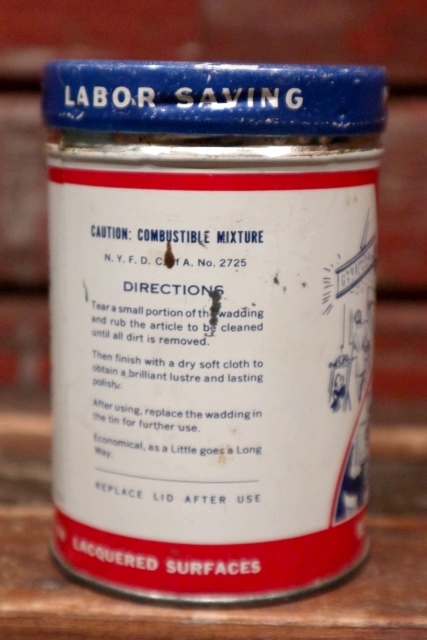 LABOR SAVING
CAUTION: COMBUSTIBLE MIXTURE
N. Y. F. D. C. of A. No. 2725
DIRECTIONS
Tear a small portion of the wadding
and rub the article to be cleaned
until all dirt is removed.
Then finish with a dry soft cloth to
obtain a brilliant lustre and lasting
polish.
After using, replace the wadding in
the tin for further use.
Economical, as a Little goes a Long
Way.
REPLACE LID AFTER USE
LACQUERED SURFACES